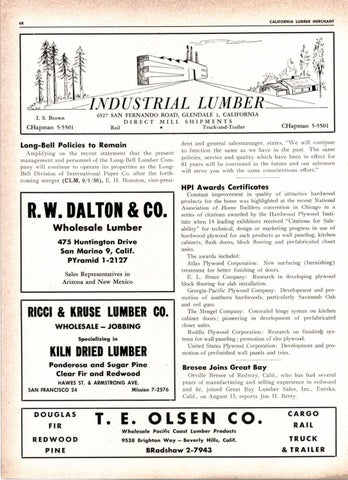 68
CALIFORNIA LUMBER MERCHANT
INDUSTRIAL LUMBER
6527 SAN FERNANDO ROAD, GLENDALE 1, CALIFORNIA
DIRECT MILL SHIPMENTS
I. S. Brown
CHapman 5-5501
Rail • Truck-and-Trailer
CHapman 5-5501
Long-Bell Policies to Remain
Amplifying on the recent statement that the present
management and personnel of the Long-Bell Lumber Com-
pany will continue to operate its properties as the Long-
Bell Division of International Paper Co. after the forth-
coming merger (CLM, 9/1/56), E. H. Houston, vice-presi-
dent and general salesmanager, states, "We will continue
to function the same as we have in the past. The same
policies, service and quality which have been in effect for
81 years will be continued in the future and our salesmen
will serve you with the same conscientious effort."
R. W. DALTON & CO.
Wholesale Lumber
475 Huntington Drive
San Marino 9, Calif.
PYramid 1-2127
Sales Representatives in
Arizona and New Mexico
RICCI & KRUSE LUMBER CO.
WHOLESALE — JOBBING
Specializing in
KILN DRIED LUMBER
Ponderosa and Sugar Pine
Clear Fir and Redwood
HAWES ST. & ARMSTRONG AVE.
SAN FRANCISCO 24 MIssion 7-2576
HPI Awards Certificates
Constant improvement in quality of attractive hardwood
products for the home was highlighted at the recent National
Association of Home Builders convention in Chicago in a
series of citations awarded by the Hardwood Plywood Insti-
tute when 14 leading exhibitors received "Citations for Sale-
ability" for technical, design or marketing progress in use of
hardwood plywood for such products as wall paneling, kitchen
cabinets, flush doors, block flooring and prefabricated closet
units.
The awards included:
Atlas Plywood Corporation: New surfacing (burnishing)
treatment for better finishing of doors.
E. L. Bruce Company: Research in developing plywood
block flooring for slab installation.
Georgia-Pacific Plywood Company: Development and pro-
motion of southern hardwoods, particularly Savannah Oak
and red gum.
The Mengel Company: Concealed hinge system on kitchen
cabinet doors; pioneering in development of prefabricated
closet units.
Roddis Plywood Corporation: Research on finishing sys-
tems for wall paneling; promotion of elm plywood.
United States Plywood Corporation: Development and pro-
motion of prefinished wall panels and tries.
Bresee Joins Great Bay
Orville Bresee of Redway, Calif., who has had several
years of manufacturing and selling experience in redwood
and fir, joined Great Bay Lumber Sales, Inc., Eureka,
Calif., on August 15, reports Jim H. Berry.
DOUGLAS
FIR
REDWOOD
PINE
T. E. OLSEN CO.
Wholesale Pacific Coast Lumber Products
9538 Brighton Way — Beverly Hills, Calif.
BRadshaw 2-7943
CARGO
RAIL
TRUCK
& TRAILER